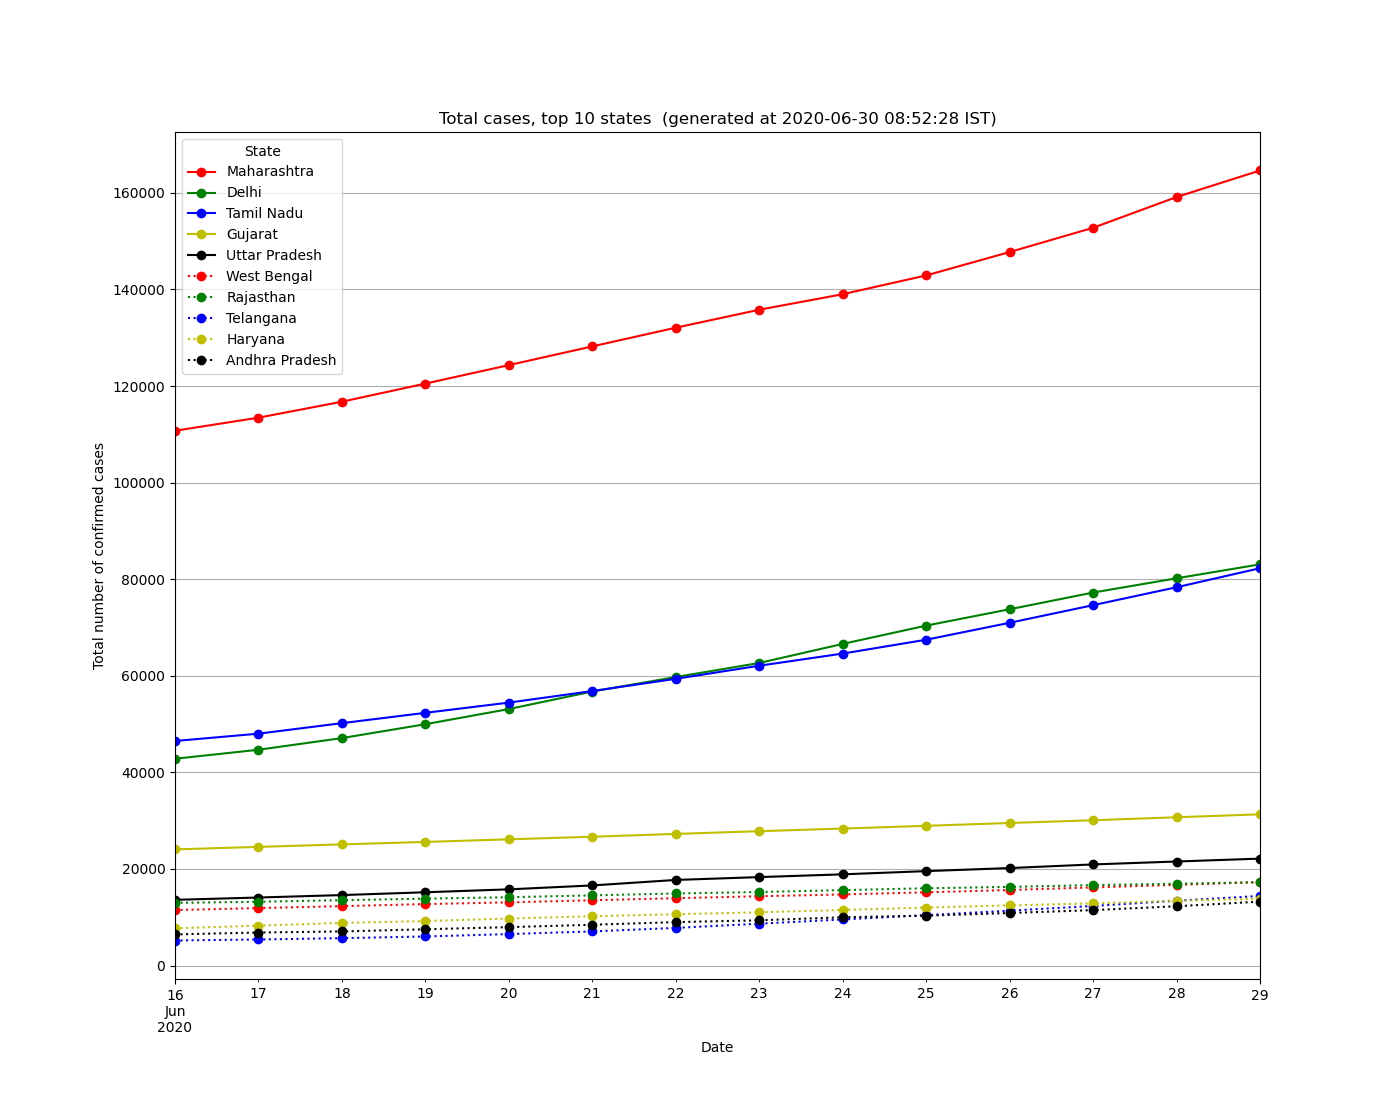 Total cases, top 10 states  (generated at 2020-06-30 08:52:28 IST)
State
Maharashtra
Delhi
Tamil Nadu
Gujarat
Uttar Pradesh
West Bengal
Rajasthan
Telangana
Haryana
Andhra Pradesh
160000
140000
120000
100000
80000
60000
40000
20000
0
Total number of confirmed cases
16 17 18 19 20 21 22 23 24 25 26 27 28 29
Jun
2020
Date